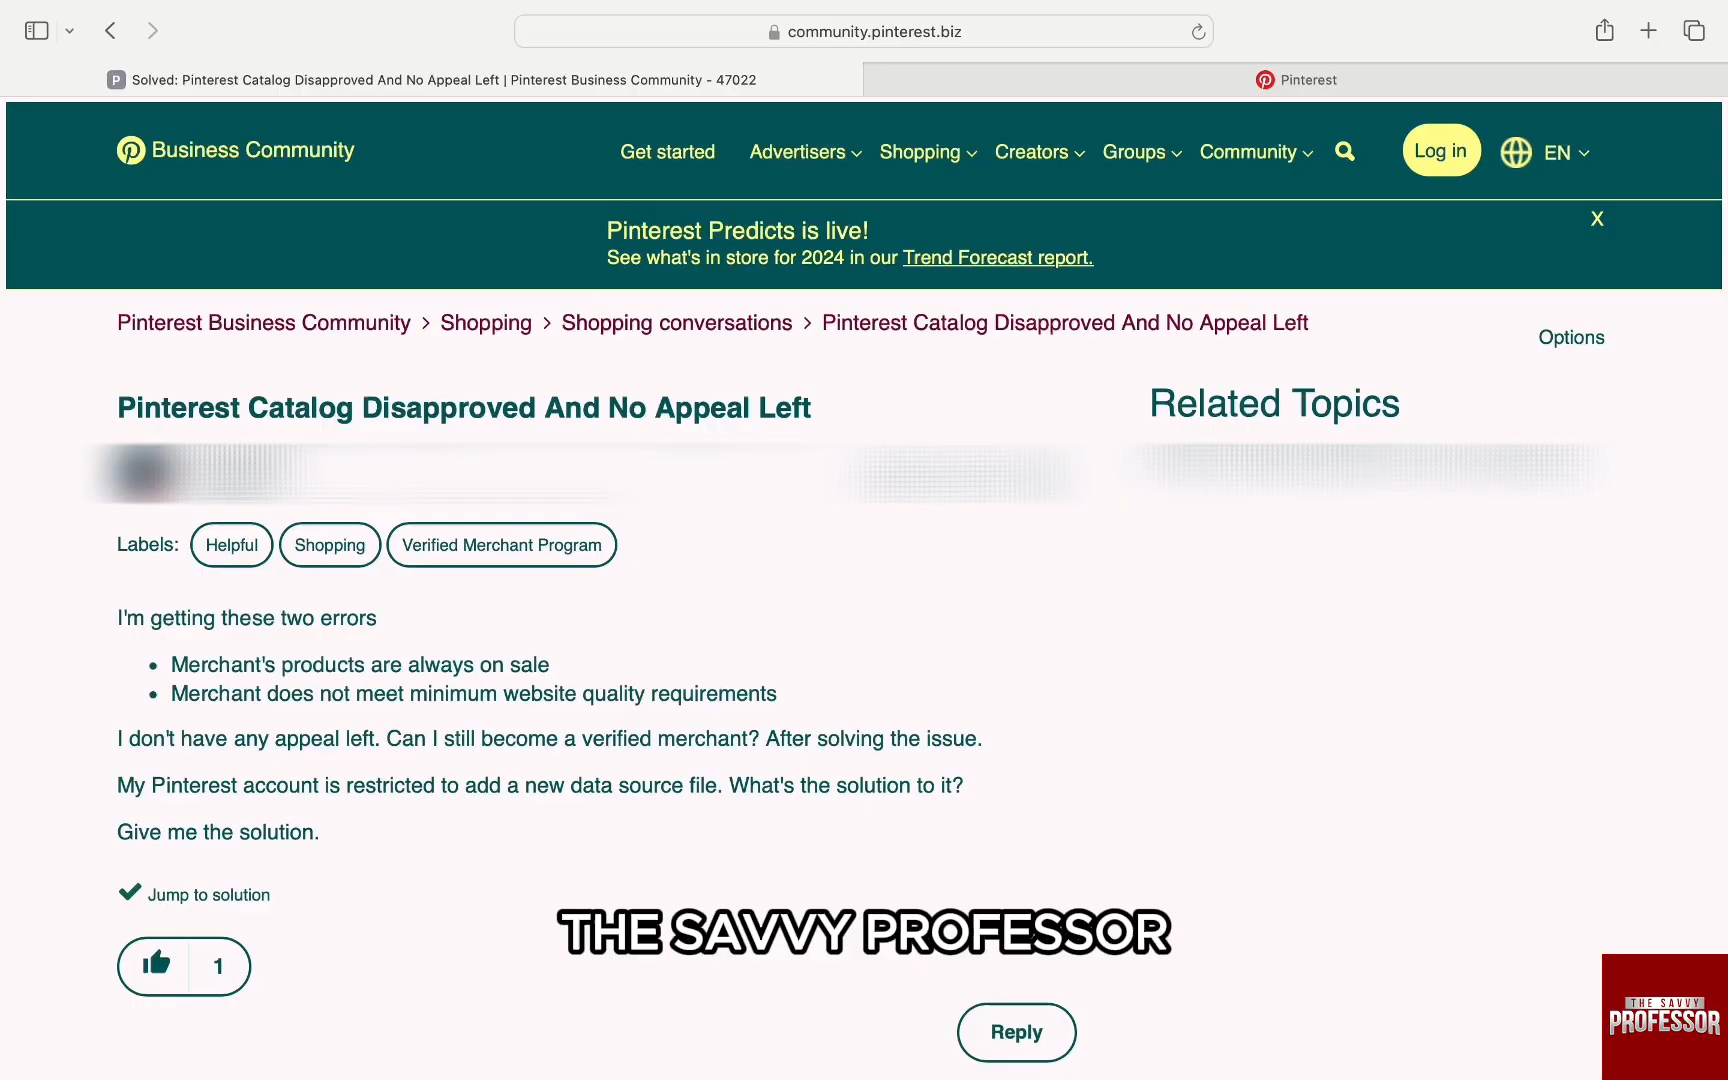 community.pinterest.biz
Solved: Pinterest Catalog Disapproved And No Appeal Left | Pinterest Business Community - 47022
Pinterest
Business Community
Get started
Advertisers
Shopping
Creators
Groups
Community
Log in
EN
Pinterest Predicts is live!
X
See what's in store for 2024 in our Trend Forecast report.
Pinterest Business Community > Shopping > Shopping conversations > Pinterest Catalog Disapproved And No Appeal Left
Options
Pinterest Catalog Disapproved And No Appeal Left
Related Topics
Labels: Helpful Shopping Verified Merchant Program
I'm getting these two errors
• Merchant's products are always on sale
• Merchant does not meet minimum website quality requirements
I don't have any appeal left. Can I still become a verified merchant? After solving the issue.
My Pinterest account is restricted to add a new data source file. What's the solution to it?
Give me the solution.
Jump to solution
THE SAVVY PROFESSOR
1
Reply
THE SAVVY
PROFESSOR